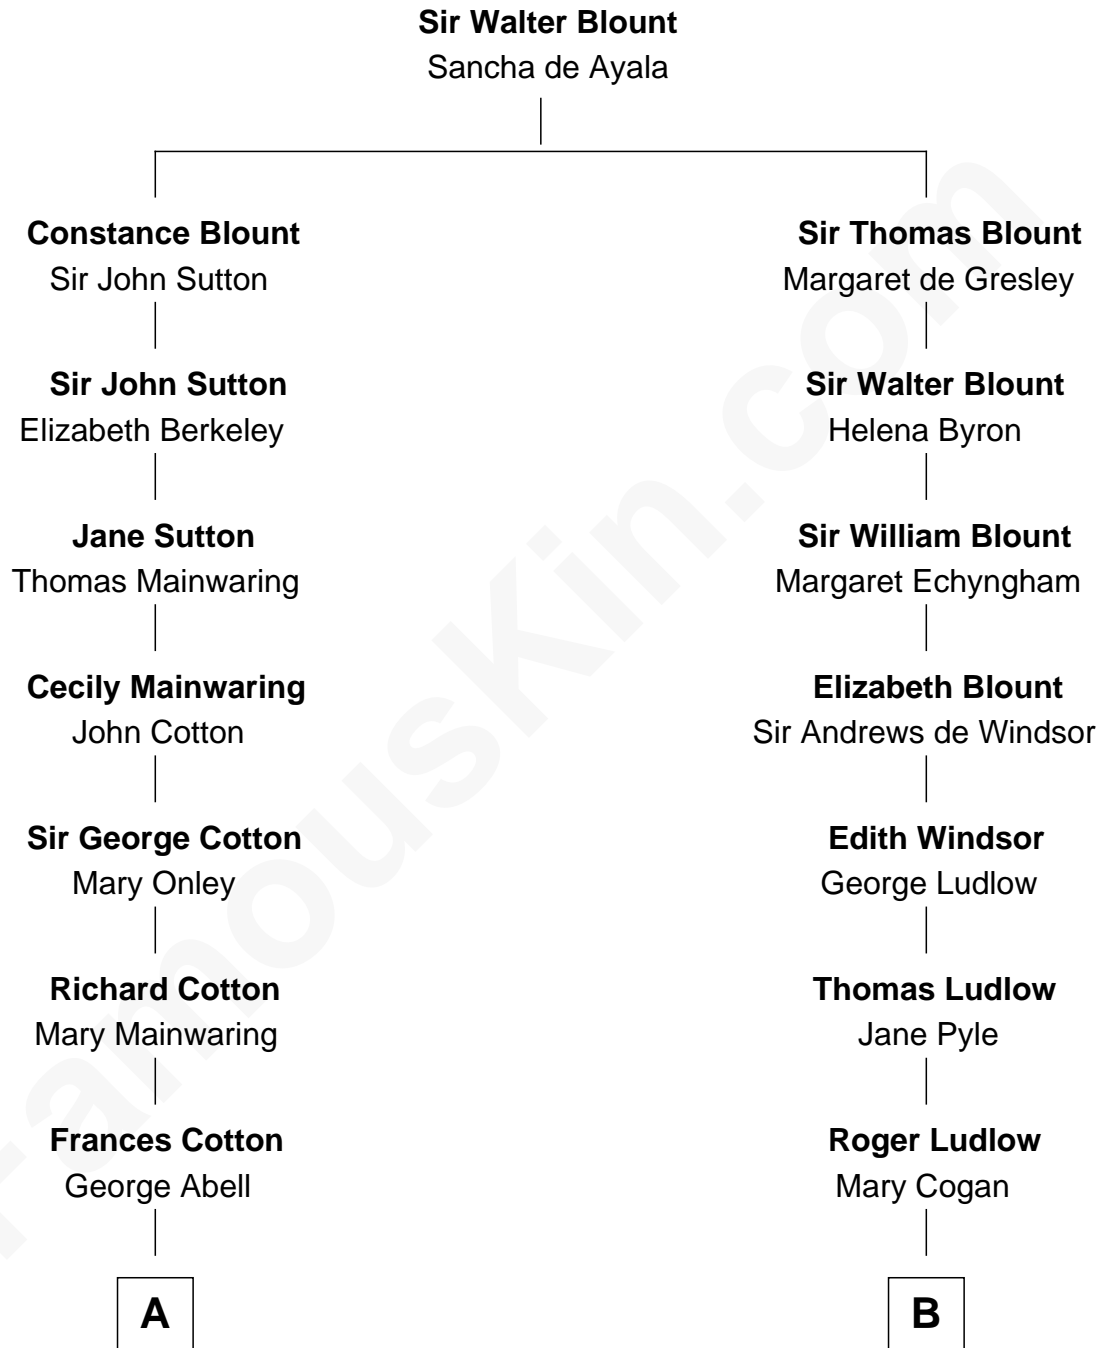 Sir Walter Blount
Sancha de Ayala
Constance Blount
Sir John Sutton
Sir Thomas Blount
Margaret de Gresley
Sir John Sutton
Elizabeth Berkeley
Sir Walter Blount
Helena Byron
Jane Sutton
Thomas Mainwaring
Sir William Blount
Margaret Echyngham
Cecily Mainwaring
John Cotton
Elizabeth Blount
Sir Andrews de Windsor
Sir George Cotton
Mary Onley
Edith Windsor
George Ludlow
Richard Cotton
Mary Mainwaring
Thomas Ludlow
Jane Pyle
Frances Cotton
George Abell
Roger Ludlow
Mary Cogan
A
B
FamousKin.com